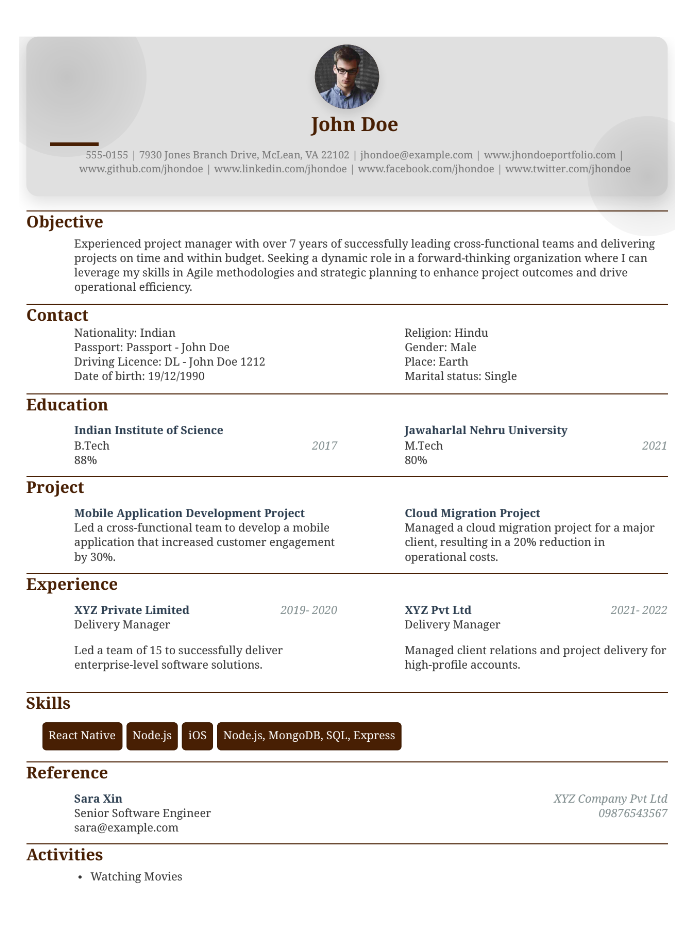 John Doe
555-0155 | 7930 Jones Branch Drive, McLean, VA 22102 | jhondoe@example.com | www.jhondoeportfolio.com |
www.github.com/jhondoe | www.linkedin.com/jhondoe | www.facebook.com/jhondoe | www.twitter.com/jhondoe
Objective
Experienced project manager with over 7 years of successfully leading cross-functional teams and delivering
projects on time and within budget. Seeking a dynamic role in a forward-thinking organization where I can
leverage my skills in Agile methodologies and strategic planning to enhance project outcomes and drive
operational efficiency.
Contact
Nationality: Indian
Passport: Passport - John Doe
Driving Licence: DL - John Doe 1212
Date of birth: 19/12/1990
Religion: Hindu
Gender: Male
Place: Earth
Marital status: Single
Education
Indian Institute of Science
B.Tech 2017
88%
Jawaharlal Nehru University
M.Tech 2021
80%
Project
Mobile Application Development Project
Led a cross-functional team to develop a mobile
application that increased customer engagement
by 30%.
Cloud Migration Project
Managed a cloud migration project for a major
client, resulting in a 20% reduction in
operational costs.
Experience
XYZ Private Limited 2019- 2020
Delivery Manager
Led a team of 15 to successfully deliver
enterprise-level software solutions.
XYZ Pvt Ltd 2021- 2022
Delivery Manager
Managed client relations and project delivery for
high-profile accounts.
Skills
React Native Node.js iOS Node.js, MongoDB, SQL, Express
Reference
Sara Xin XYZ Company Pvt Ltd
Senior Software Engineer 09876543567
sara@example.com
Activities
• Watching Movies